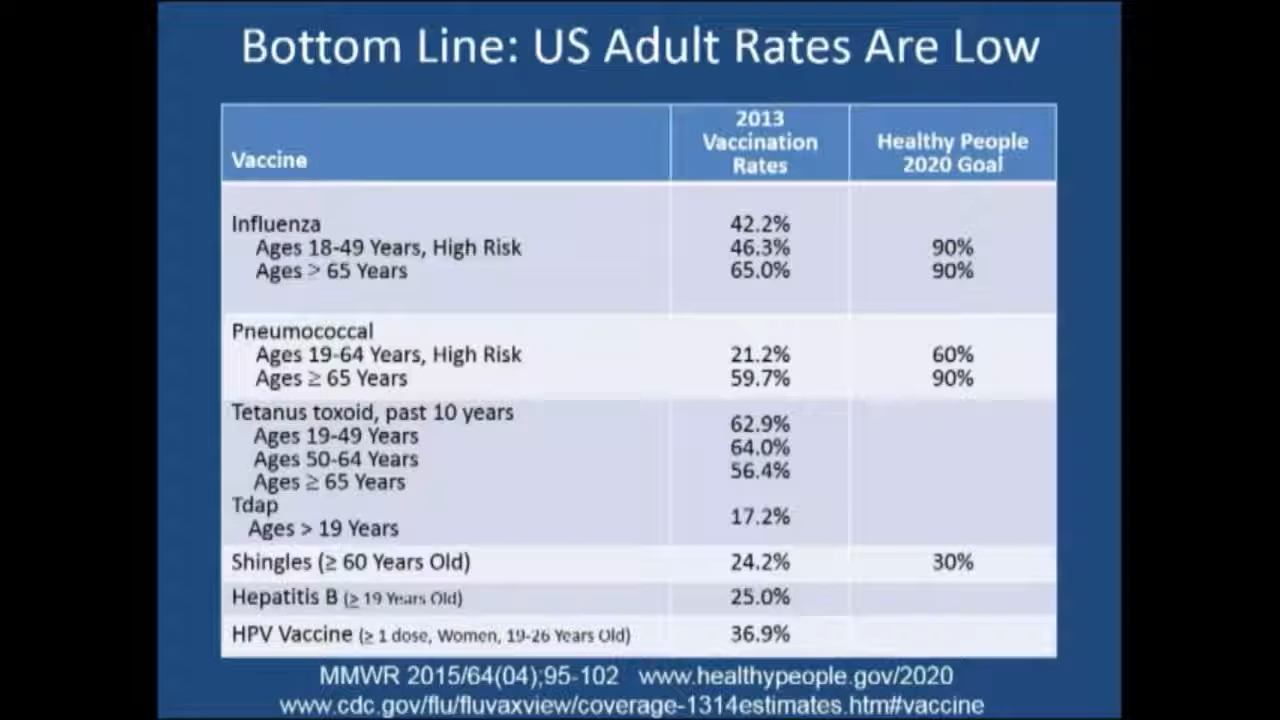 Bottom Line: US Adult Rates Are Low
Vaccine 2013 Vaccination Rates Healthy People 2020 Goal
Influenza 42.2%
Ages 18-49 Years, High Risk 46.3% 90%
Ages > 65 Years 65.0% 90%
Pneumococcal
Ages 19-64 Years, High Risk 21.2% 60%
Ages ≥ 65 Years 59.7% 90%
Tetanus toxoid, past 10 years
Ages 19-49 Years 62.9%
Ages 50-64 Years 64.0%
Ages ≥ 65 Years 56.4%
Tdap
Ages > 19 Years 17.2%
Shingles (≥ 60 Years Old) 24.2% 30%
Hepatitis B (≥ 19 Years Old) 25.0%
HPV Vaccine (≥ 1 dose, Women, 19-26 Years Old) 36.9%
MMWR 2015/64(04);95-102 www.healthypeople.gov/2020
www.cdc.gov/flu/fluvaxview/coverage-1314estimates.htm#vaccine